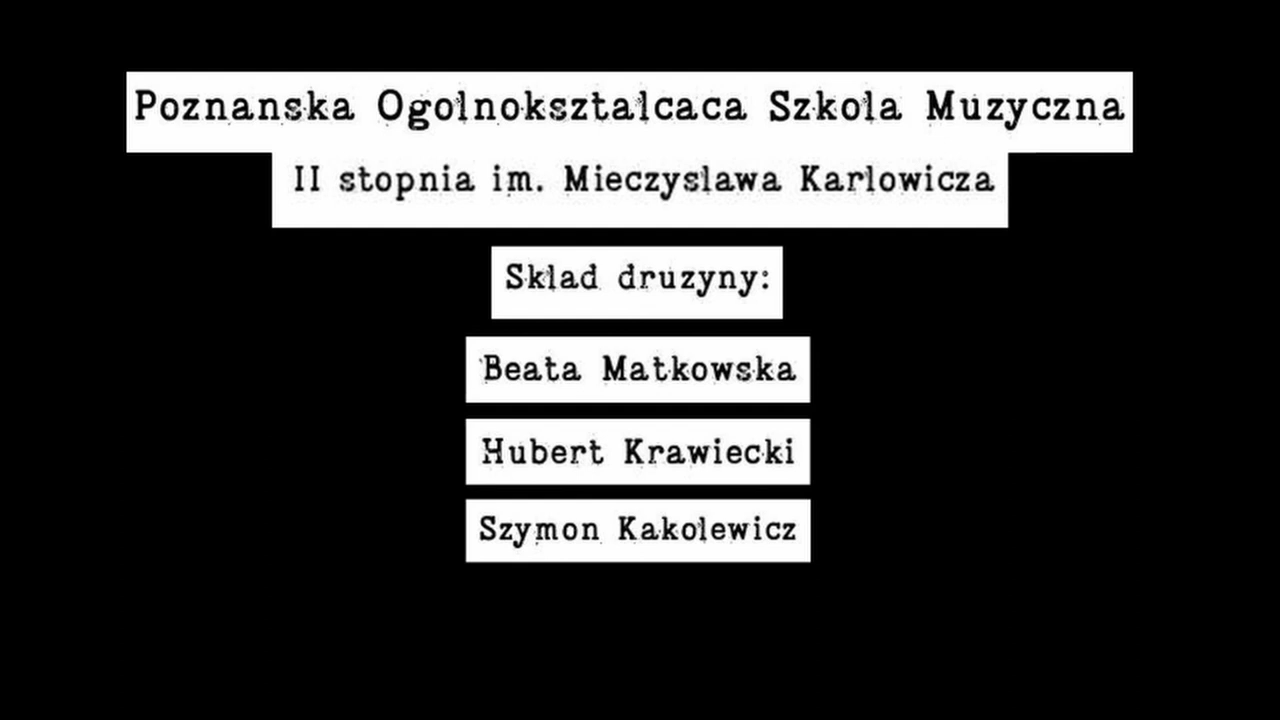 Poznanska Ogolnoksztalcaca Szkola Muzyczna
II stopnia im. Mieczyslawa Karlowicza
Sklad druzyny:
Beata Matkowska
Hubert Krawiecki
Szymon Kakolewicz